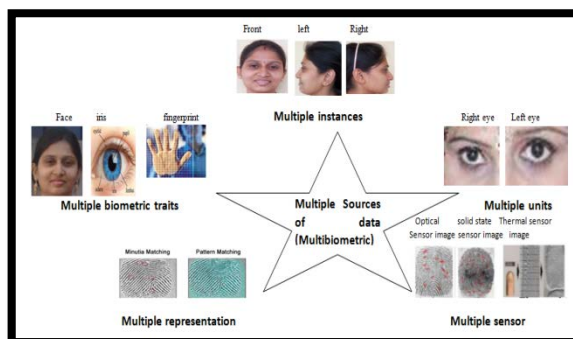 Front left Right
Multiple instances
Face iris fingerprint
Multiple biometric traits
Right eye Left eye
Multiple units
Multiple Sources
of data
(Multibiometric)
Optical solid state Thermal sensor
Sensor image sensor image image
Multiple sensor
Minutia Matching Pattern Matching
Multiple representation